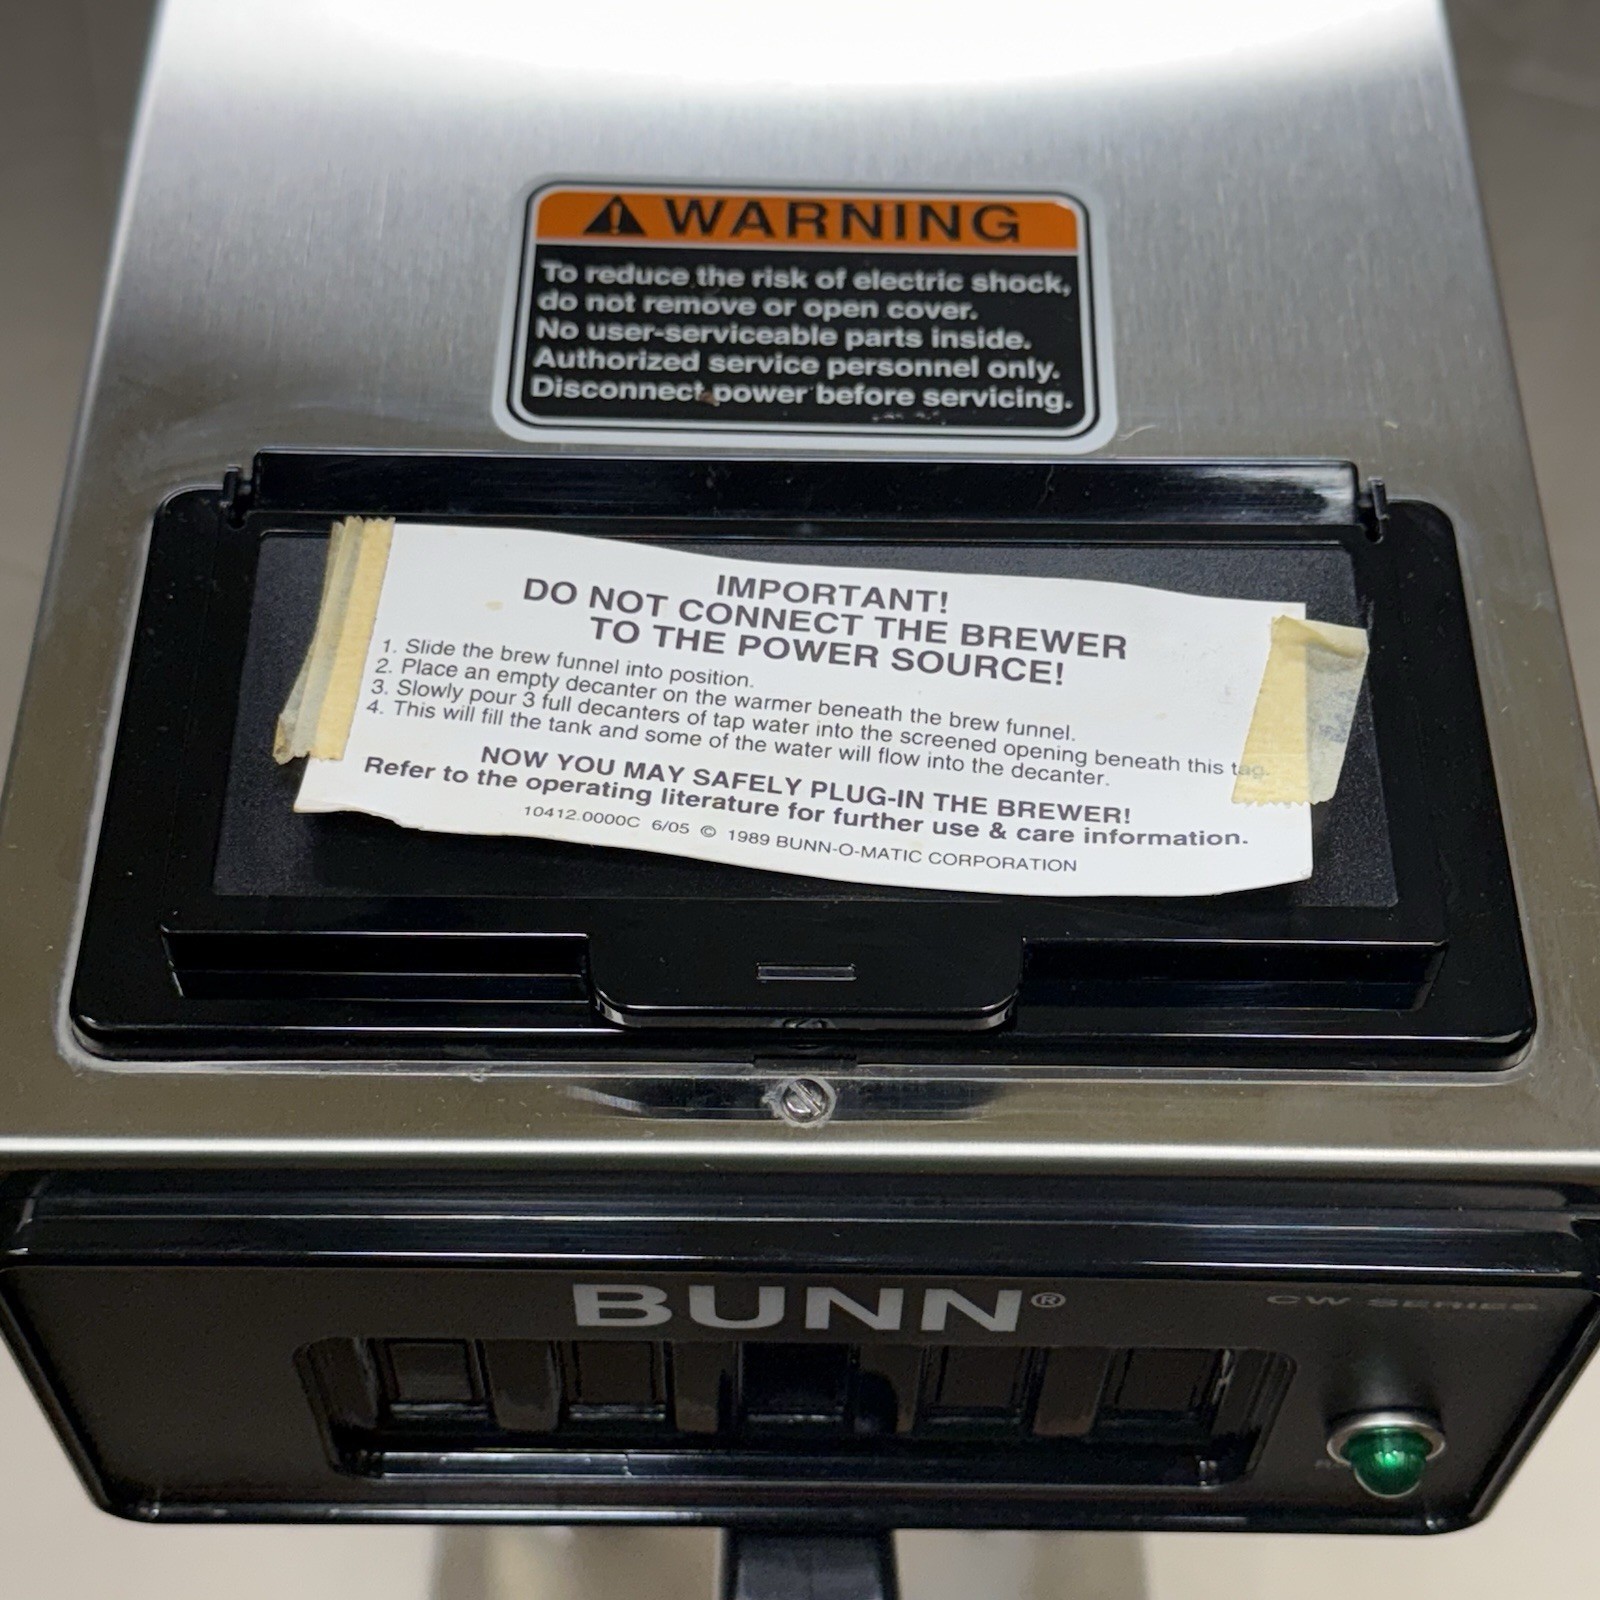 WARNING
To reduce the risk of electric shock,
do not remove or open cover.
No user-serviceable parts inside.
Authorized service personnel only.
Disconnect power before servicing.
IMPORTANT!
DO NOT CONNECT THE BREWER
TO THE POWER SOURCE!
1. Slide the brew funnel into position.
2. Place an empty decanter on the warmer beneath the brew funnel.
3. Slowly pour 3 full decanters of tap water into the screened opening beneath this tag.
4. This will fill the tank and some of the water will flow into the decanter.
NOW YOU MAY SAFELY PLUG-IN THE BREWER!
Refer to the operating literature for further use & care information.
10412.0000C 6/05 © 1989 BUNN-O-MATIC CORPORATION
BUNN®
CW SERIES